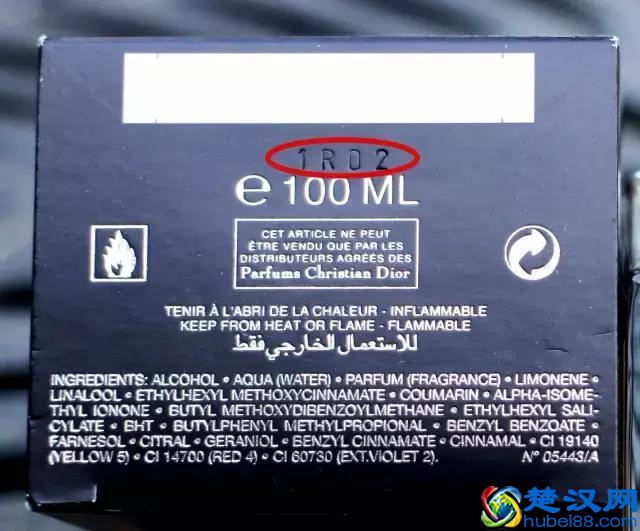 1R02
e 100 ML
CET ARTICLE NE PEUT
ÊTRE VENDU QUE PAR LES
DISTRIBUTEURS AGRÉÉS DES
Parfums Christian Dior
TENIR À L'ABRI DE LA CHALEUR - INFLAMMABLE
KEEP FROM HEAT OR FLAME - FLAMMABLE
للاستعمال الخارجي فقط
INGREDIENTS: ALCOHOL • AQUA (WATER) • PARFUM (FRAGRANCE) • LIMONENE •
LINALOOL • ETHYLHEXYL METHOXYCINNAMATE • COUMARIN • ALPHA-ISOME-
THYL IONONE • BUTYL METHOXYDIBENZOYLMETHANE • ETHYLHEXYL SALI-
CYLATE • BHT • BUTYLPHENYL METHYLPROPIONAL • BENZYL BENZOATE •
FARNESOL • CITRAL • GERANIOL • BENZYL CINNAMATE • CINNAMAL • CI 19140
(YELLOW 5) • CI 14700 (RED 4) • CI 60730 (EXT.VIOLET 2). N° 05443/A
楚汉网
hubei88.com